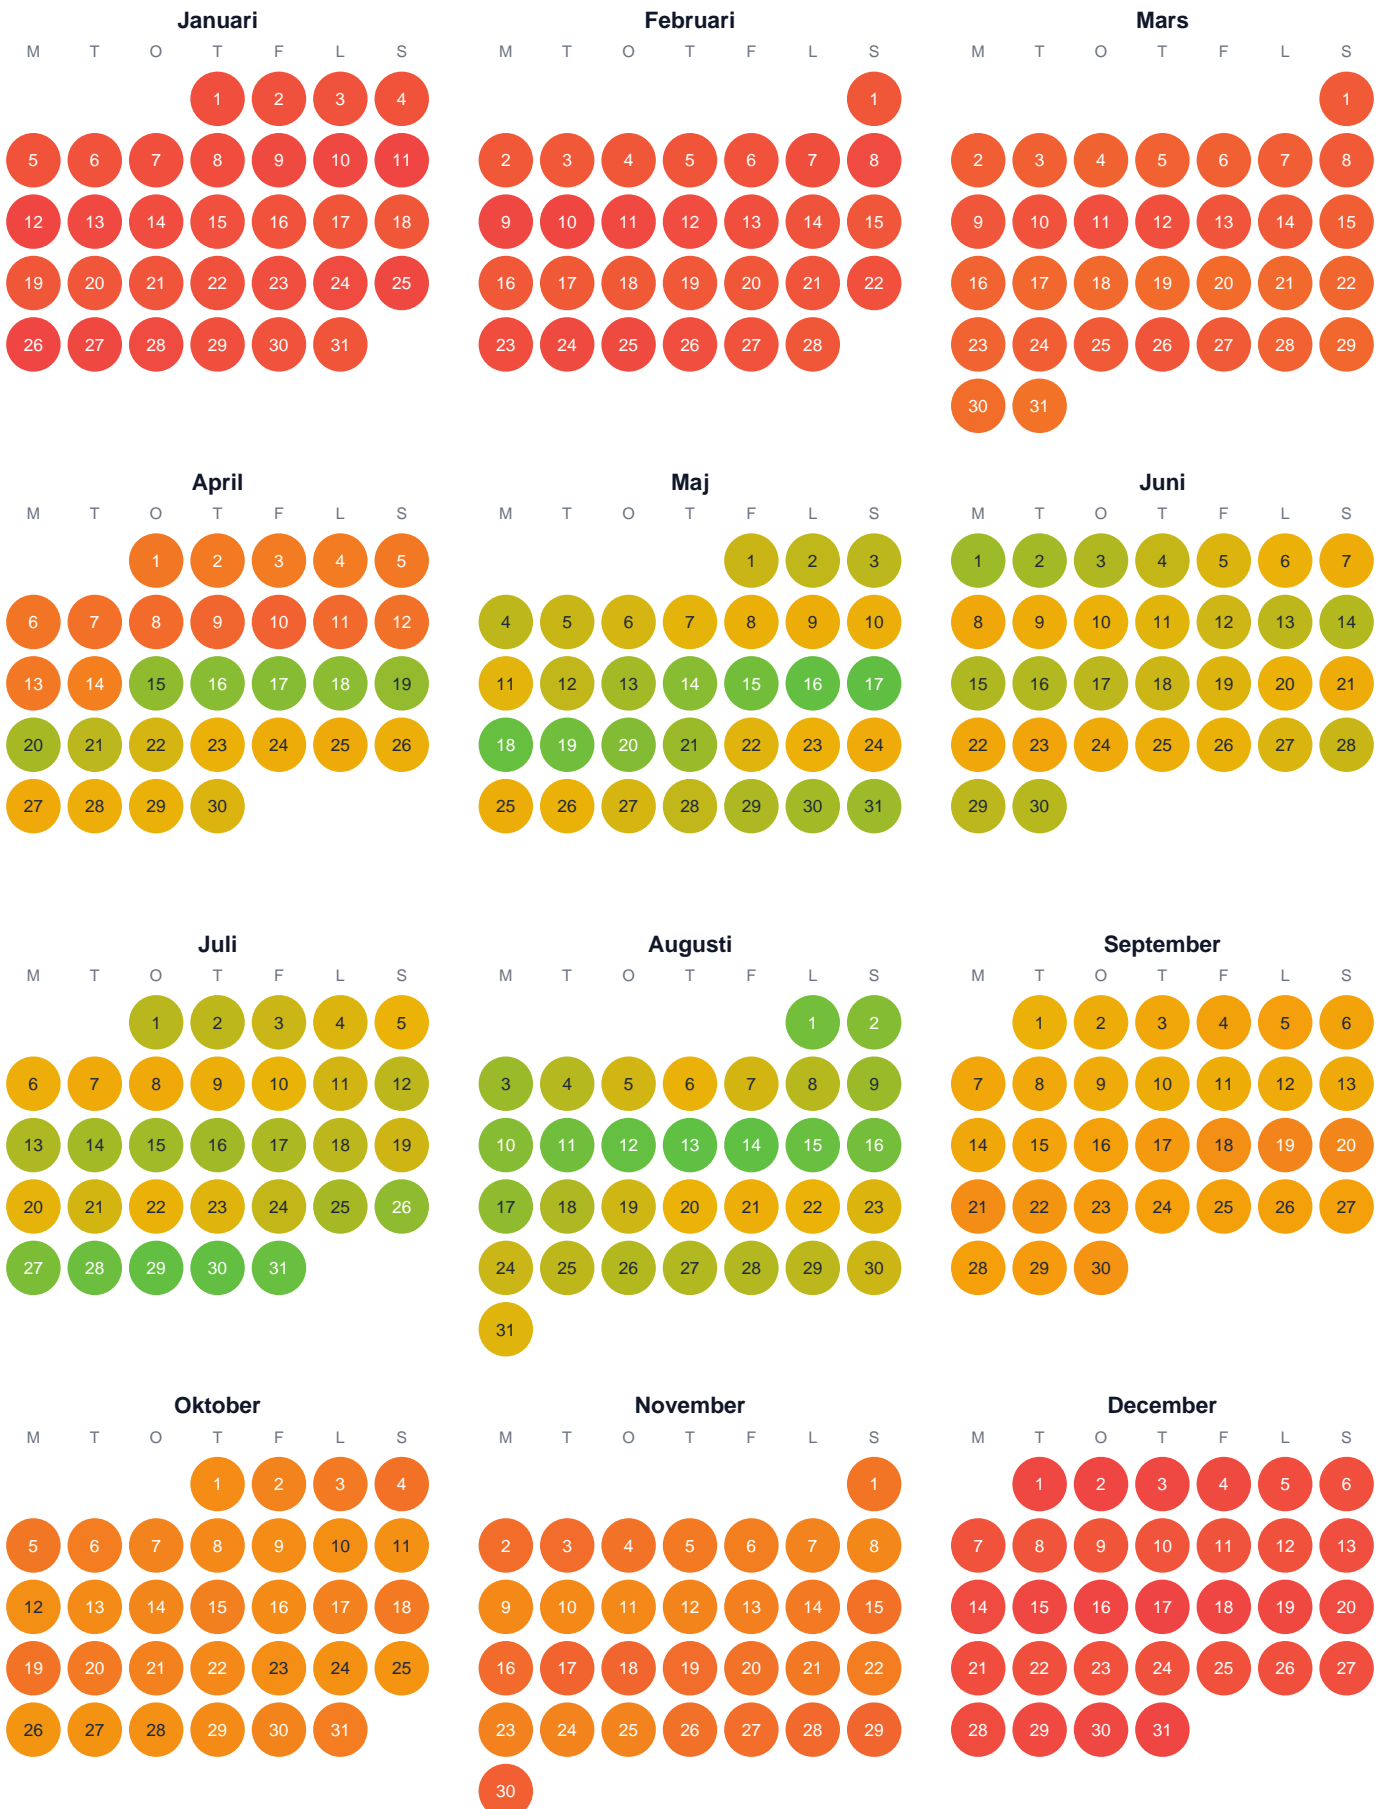 Januari
M T O T F L S
1 2 3 4
5 6 7 8 9 10 11
12 13 14 15 16 17 18
19 20 21 22 23 24 25
26 27 28 29 30 31
Februari
M T O T F L S
1
2 3 4 5 6 7 8
9 10 11 12 13 14 15
16 17 18 19 20 21 22
23 24 25 26 27 28
Mars
M T O T F L S
1
2 3 4 5 6 7 8
9 10 11 12 13 14 15
16 17 18 19 20 21 22
23 24 25 26 27 28 29
30 31
April
M T O T F L S
1 2 3 4 5
6 7 8 9 10 11 12
13 14 15 16 17 18 19
20 21 22 23 24 25 26
27 28 29 30
Maj
M T O T F L S
1 2 3
4 5 6 7 8 9 10
11 12 13 14 15 16 17
18 19 20 21 22 23 24
25 26 27 28 29 30 31
Juni
M T O T F L S
1 2 3 4 5 6 7
8 9 10 11 12 13 14
15 16 17 18 19 20 21
22 23 24 25 26 27 28
29 30
Juli
M T O T F L S
1 2 3 4 5
6 7 8 9 10 11 12
13 14 15 16 17 18 19
20 21 22 23 24 25 26
27 28 29 30 31
Augusti
M T O T F L S
1 2
3 4 5 6 7 8 9
10 11 12 13 14 15 16
17 18 19 20 21 22 23
24 25 26 27 28 29 30
31
September
M T O T F L S
1 2 3 4 5 6
7 8 9 10 11 12 13
14 15 16 17 18 19 20
21 22 23 24 25 26 27
28 29 30
Oktober
M T O T F L S
1 2 3 4
5 6 7 8 9 10 11
12 13 14 15 16 17 18
19 20 21 22 23 24 25
26 27 28 29 30 31
November
M T O T F L S
1
2 3 4 5 6 7 8
9 10 11 12 13 14 15
16 17 18 19 20 21 22
23 24 25 26 27 28 29
30
December
M T O T F L S
1 2 3 4 5 6
7 8 9 10 11 12 13
14 15 16 17 18 19 20
21 22 23 24 25 26 27
28 29 30 31